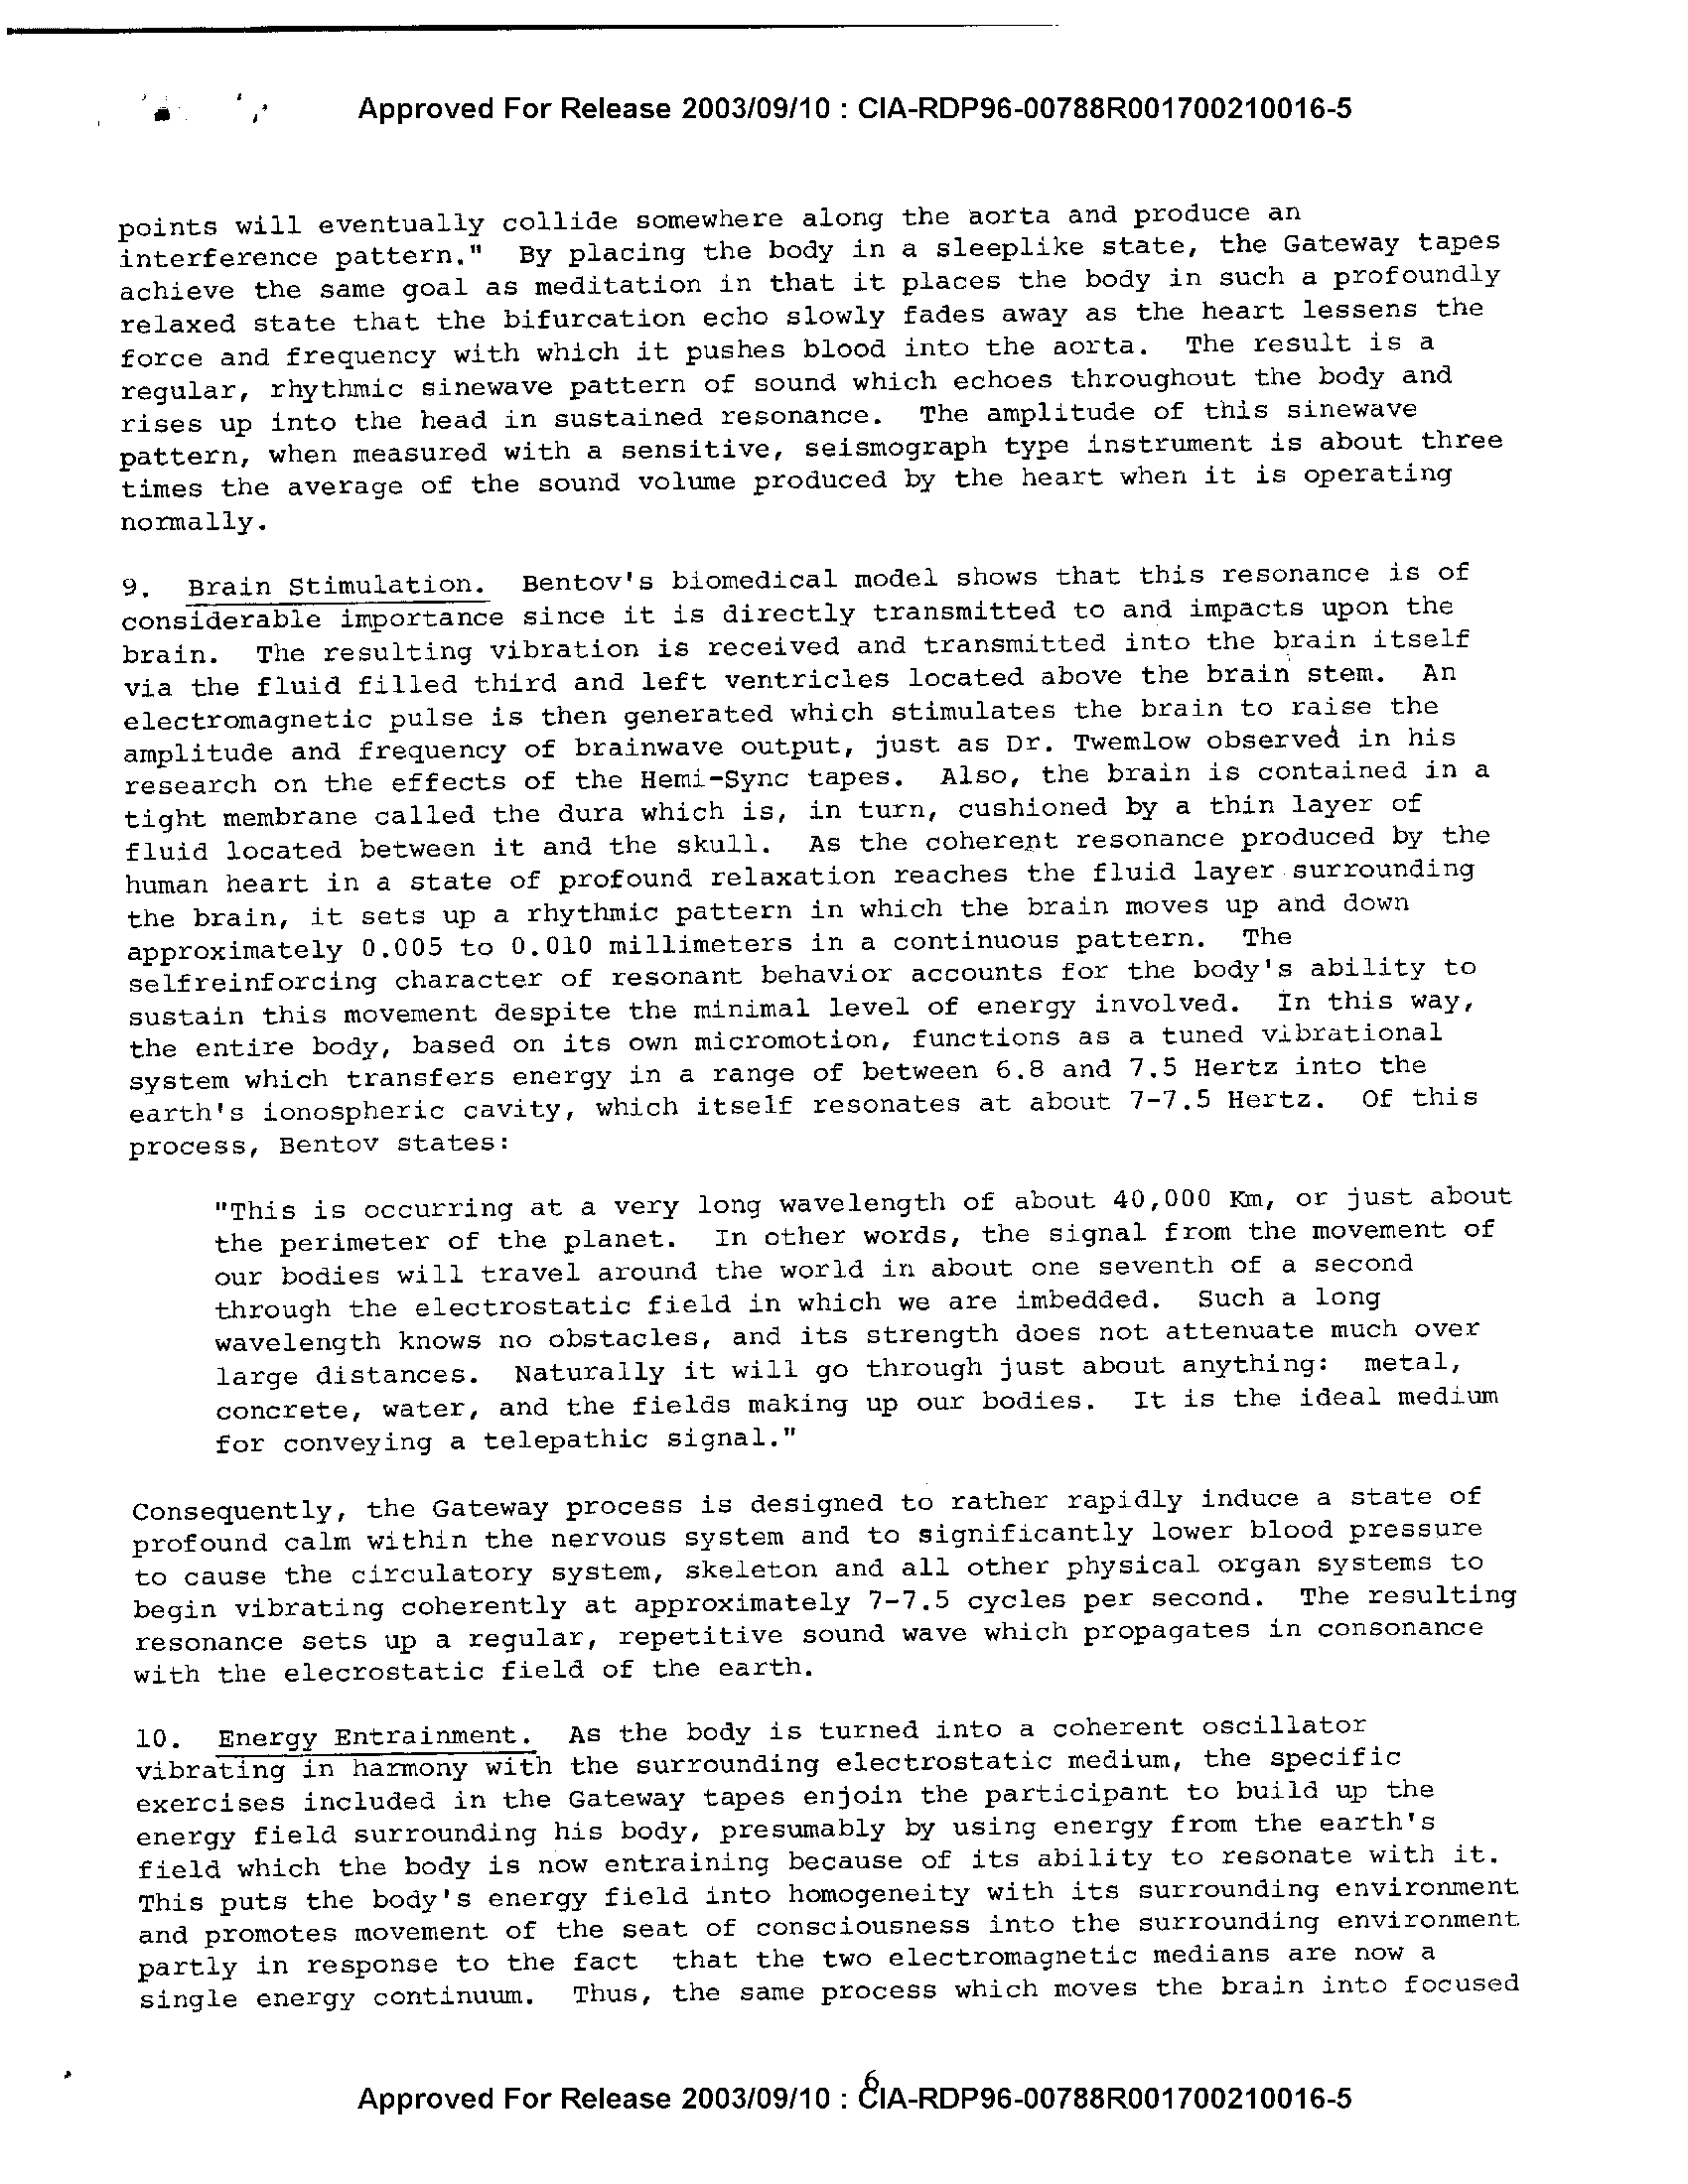 Approved For Release 2003/09/10 : CIA-RDP96-00788R001700210016-5
points will eventually collide somewhere along the aorta and produce an
interference pattern." By placing the body in a sleeplike state, the Gateway tapes
achieve the same goal as meditation in that it places the body in such a profoundly
relaxed state that the bifurcation echo slowly fades away as the heart lessens the
force and frequency with which it pushes blood into the aorta. The result is a
regular, rhythmic sinewave pattern of sound which echoes throughout the body and
rises up into the head in sustained resonance. The amplitude of this sinewave
pattern, when measured with a sensitive, seismograph type instrument is about three
times the average of the sound volume produced by the heart when it is operating
normally.
9. Brain Stimulation. Bentov's biomedical model shows that this resonance is of
considerable importance since it is directly transmitted to and impacts upon the
brain. The resulting vibration is received and transmitted into the brain itself
via the fluid filled third and left ventricles located above the brain stem. An
electromagnetic pulse is then generated which stimulates the brain to raise the
amplitude and frequency of brainwave output, just as Dr. Twemlow observed in his
research on the effects of the Hemi-Sync tapes. Also, the brain is contained in a
tight membrane called the dura which is, in turn, cushioned by a thin layer of
fluid located between it and the skull. As the coherent resonance produced by the
human heart in a state of profound relaxation reaches the fluid layer surrounding
the brain, it sets up a rhythmic pattern in which the brain moves up and down
approximately 0.005 to 0.010 millimeters in a continuous pattern. The
selfreinforcing character of resonant behavior accounts for the body's ability to
sustain this movement despite the minimal level of energy involved. In this way,
the entire body, based on its own micromotion, functions as a tuned vibrational
system which transfers energy in a range of between 6.8 and 7.5 Hertz into the
earth's ionospheric cavity, which itself resonates at about 7-7.5 Hertz. Of this
process, Bentov states:
"This is occurring at a very long wavelength of about 40,000 Km, or just about
the perimeter of the planet. In other words, the signal from the movement of
our bodies will travel around the world in about one seventh of a second
through the electrostatic field in which we are imbedded. Such a long
wavelength knows no obstacles, and its strength does not attenuate much over
large distances. Naturally it will go through just about anything: metal,
concrete, water, and the fields making up our bodies. It is the ideal medium
for conveying a telepathic signal."
Consequently, the Gateway process is designed to rather rapidly induce a state of
profound calm within the nervous system and to significantly lower blood pressure
to cause the circulatory system, skeleton and all other physical organ systems to
begin vibrating coherently at approximately 7-7.5 cycles per second. The resulting
resonance sets up a regular, repetitive sound wave which propagates in consonance
with the elecrostatic field of the earth.
10. Energy Entrainment. As the body is turned into a coherent oscillator
vibrating in harmony with the surrounding electrostatic medium, the specific
exercises included in the Gateway tapes enjoin the participant to build up the
energy field surrounding his body, presumably by using energy from the earth's
field which the body is now entraining because of its ability to resonate with it.
This puts the body's energy field into homogeneity with its surrounding environment
and promotes movement of the seat of consciousness into the surrounding environment
partly in response to the fact that the two electromagnetic medians are now a
single energy continuum. Thus, the same process which moves the brain into focused
6
Approved For Release 2003/09/10 : CIA-RDP96-00788R001700210016-5